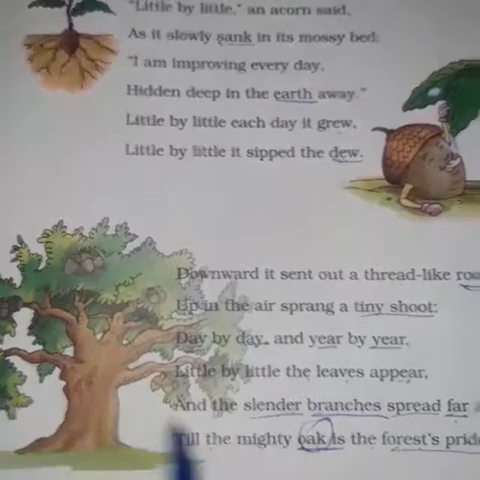 "Little by little," an acorn said,
As it slowly sank in its mossy bed:
"I am improving every day,
Hidden deep in the earth away."
Little by little each day it grew,
Little by little it sipped the dew.
Downward it sent out a thread-like
Up in the air sprang a tiny shoot;
Day by day, and year by year,
Little by little the leaves appear,
And the slender branches spread far
Till the mighty oak is the forest's